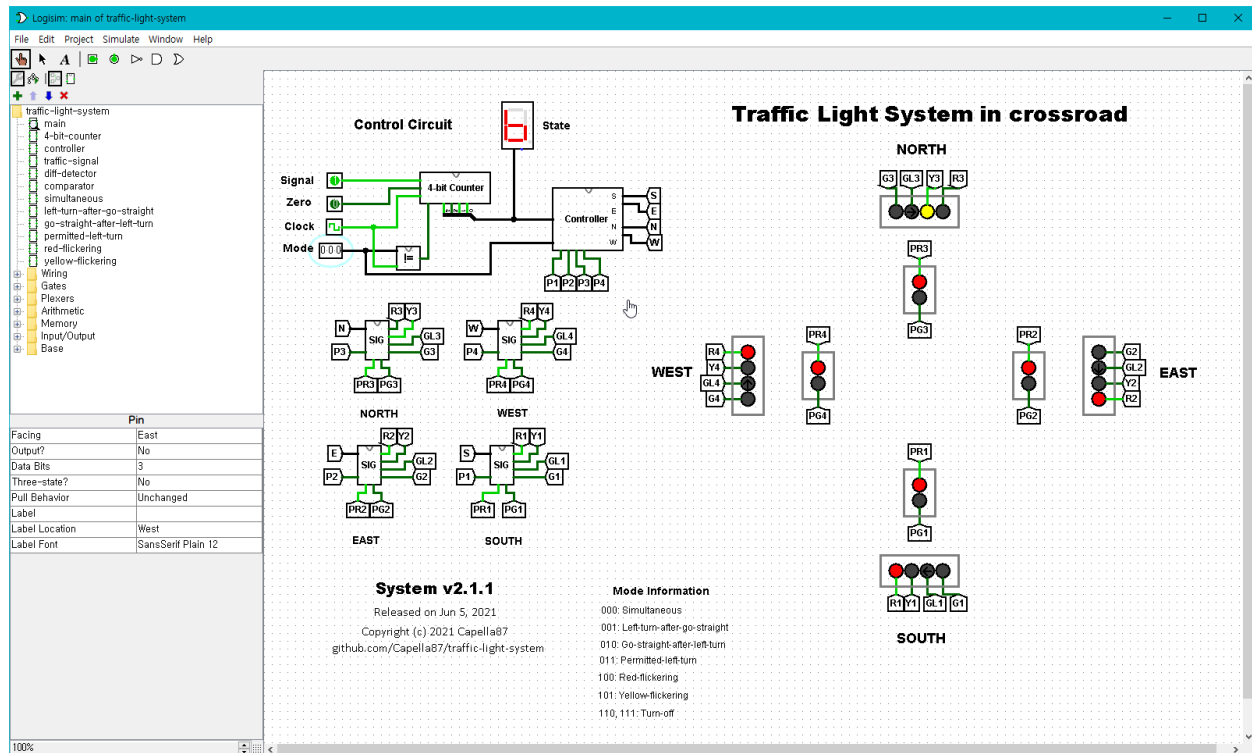 Logisim: main of traffic-light-system
File Edit Project Simulate Window Help
traffic-light-system
main
4-bit-counter
controller
traffic-signal
diff-detector
comparator
simultaneous
left-turn-after-go-straight
go-straight-after-left-turn
permitted-left-turn
red-flickering
yellow-flickering
Wiring
Gates
Plexers
Arithmetic
Memory
Input/Output
Base
Pin
Facing East
Output? No
Data Bits 3
Three-state? No
Pull Behavior Unchanged
Label
Label Location West
Label Font SansSerif Plain 12
100%
Control Circuit
State
Signal
Zero
Clock
Mode
000
4-bit Counter
!=
Controller
S
E
N
W
S
E
N
W
P1 P2 P3 P4
R3 Y3
N
SIG
GL3
P3
G3
PR3 PG3
NORTH
R4 Y4
W
SIG
GL4
P4
G4
PR4 PG4
WEST
R2 Y2
E
SIG
GL2
P2
G2
PR2 PG2
EAST
R1 Y1
S
SIG
GL1
P1
G1
PR1 PG1
SOUTH
System v2.1.1
Released on Jun 5, 2021
Copyright (c) 2021 Capella87
github.com/Capella87/traffic-light-system
Mode Information
000: Simultaneous
001: Left-turn-after-go-straight
010: Go-straight-after-left-turn
011: Permitted-left-turn
100: Red-flickering
101: Yellow-flickering
110, 111: Turn-off
Traffic Light System in crossroad
NORTH
G3 GL3 Y3 R3
PR3
PG3
WEST
R4
Y4
GL4
G4
PR4
PG4
PR2
PG2
G2
GL2
Y2
R2
EAST
PR1
PG1
R1 Y1 GL1 G1
SOUTH